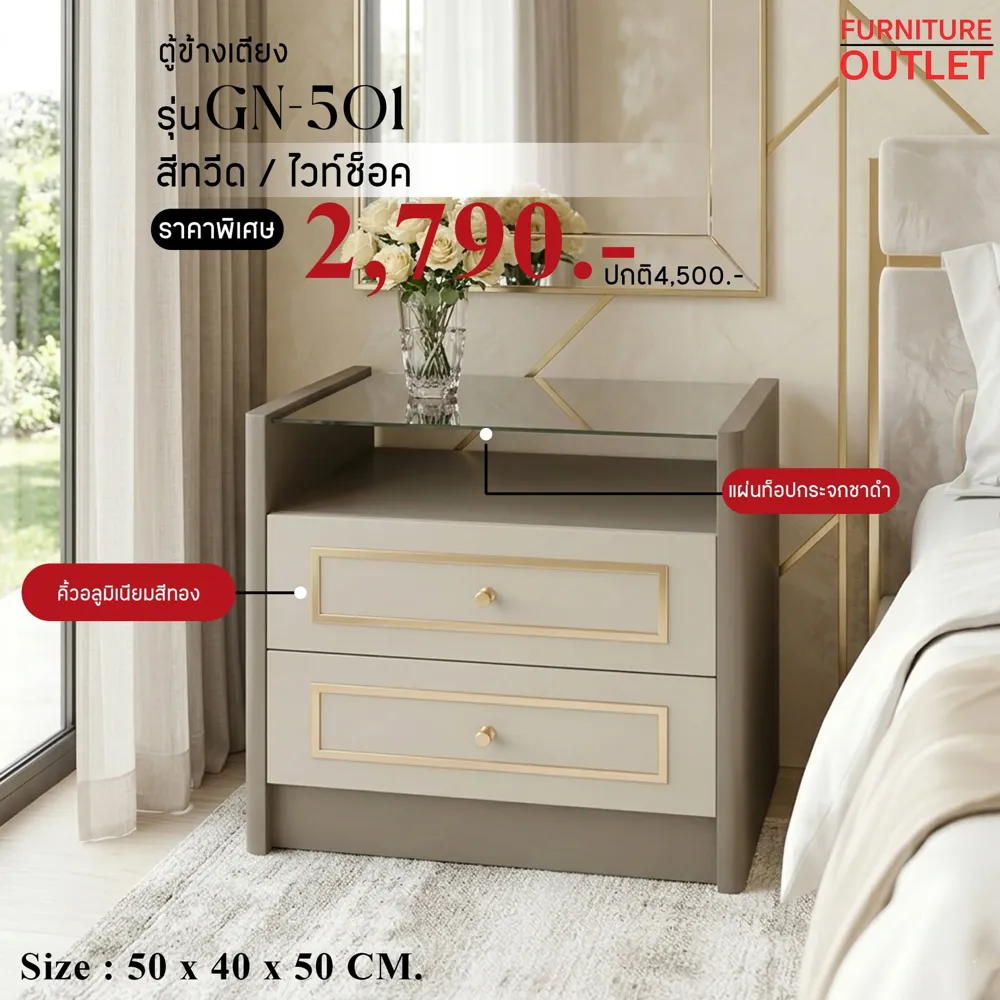 FURNITURE
OUTLET
ตู้ข้างเตียง
รุ่นGN-501
สีทวีด / ไวท์ช็อค
ราคาพิเศษ 2,790.-
ปกติ4,500.-
แผ่นท็อปกระจกชาดำ
คิ้วอลูมิเนียมสีทอง
Size : 50 x 40 x 50 CM.